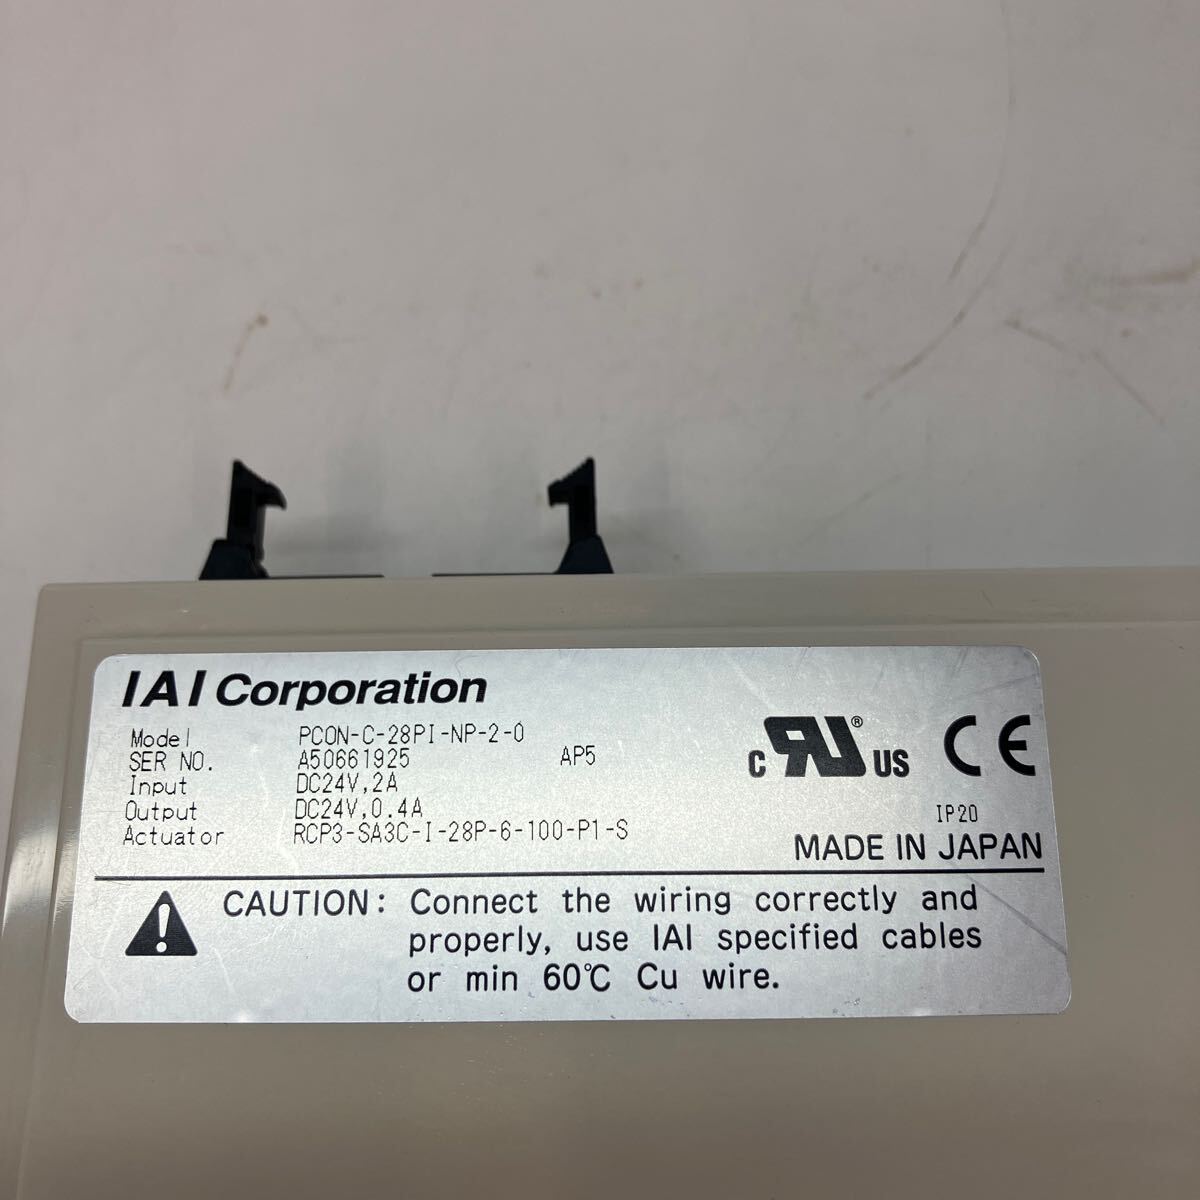 IAI Corporation
Model PCON-C-28PI-NP-2-0
SER NO. A50661925 AP5
Input DC24V,2A
Output DC24V,0.4A
Actuator RCP3-SA3C-I-28P-6-100-P1-S
C RU ® US CE
IP20
MADE IN JAPAN
CAUTION: Connect the wiring correctly and
properly, use IAI specified cables
or min 60℃ Cu wire.